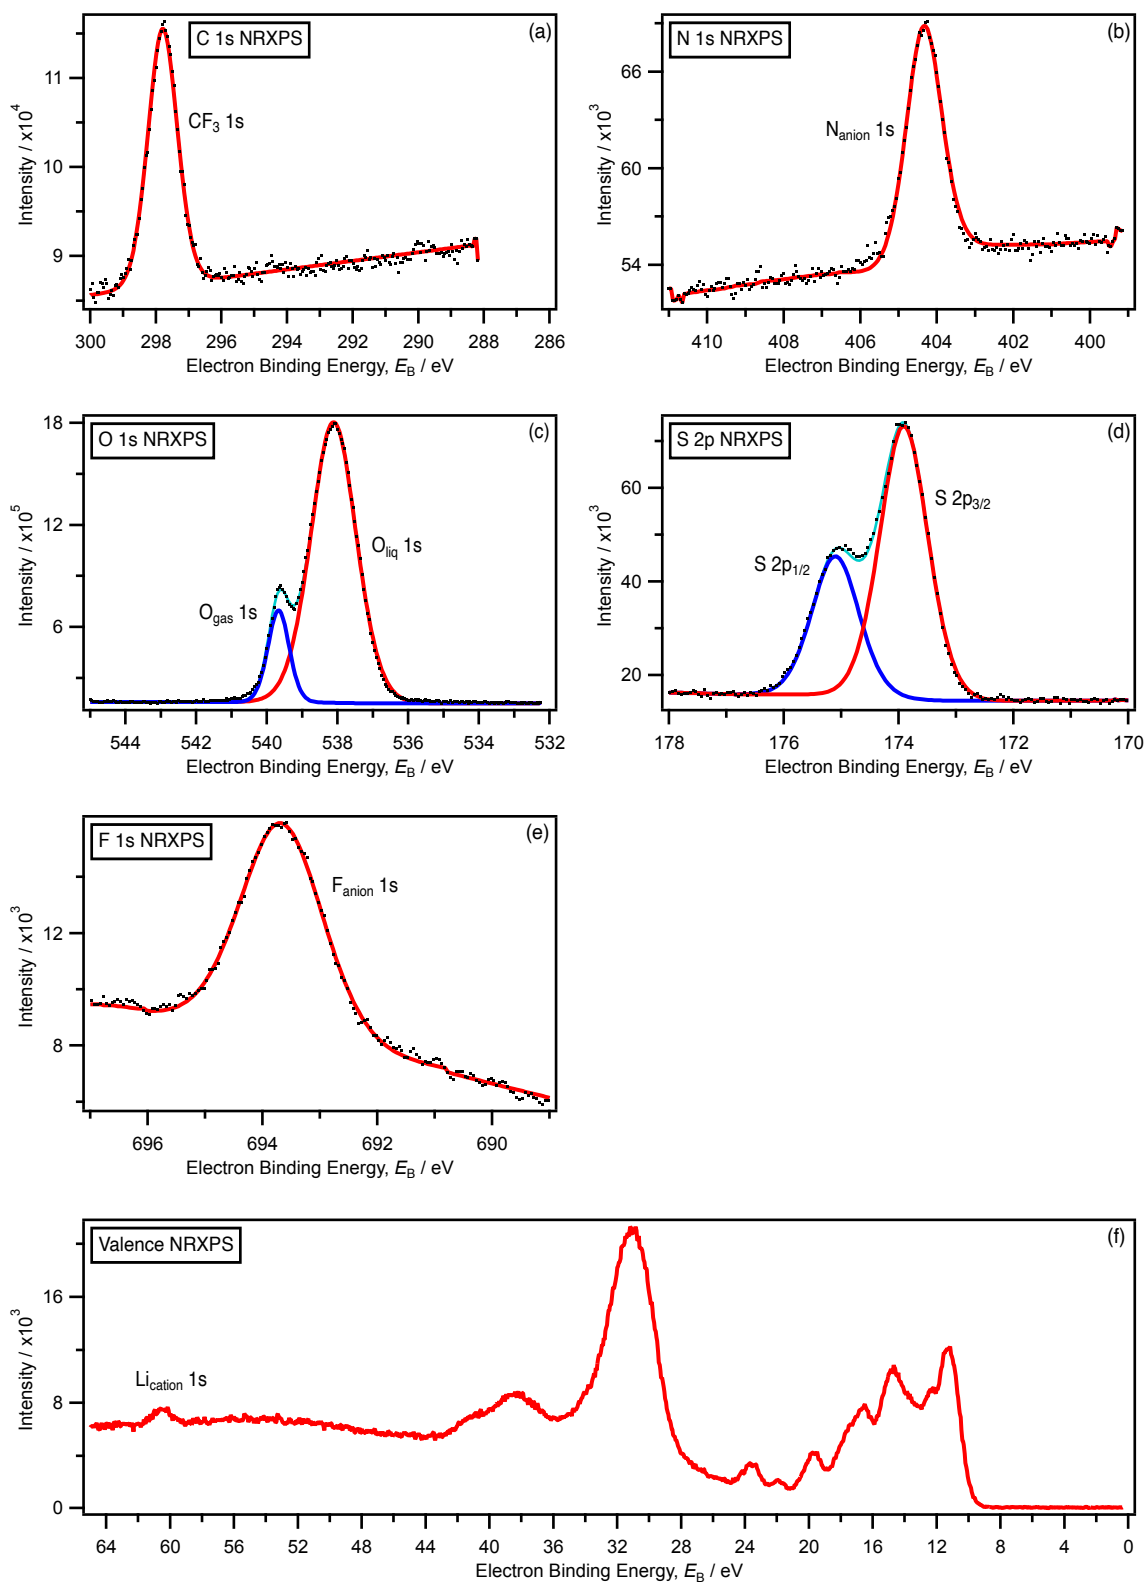 C 1s NRXPS
(a)
CF3 1s
11
10
9
Intensity / x10^4
300 298 296 294 292 290 288 286
Electron Binding Energy, EB / eV
N 1s NRXPS
(b)
Nanion 1s
66
60
54
Intensity / x10^3
410 408 406 404 402 400
Electron Binding Energy, EB / eV
O 1s NRXPS
(c)
Oliq 1s
Ogas 1s
18
12
6
Intensity / x10^5
544 542 540 538 536 534 532
Electron Binding Energy, EB / eV
S 2p NRXPS
(d)
S 2p3/2
S 2p1/2
60
40
20
Intensity / x10^3
178 176 174 172 170
Electron Binding Energy, EB / eV
F 1s NRXPS
(e)
Fanion 1s
12
8
Intensity / x10^3
696 694 692 690
Electron Binding Energy, EB / eV
Valence NRXPS
(f)
Lication 1s
16
8
0
Intensity / x10^3
64 60 56 52 48 44 40 36 32 28 24 20 16 12 8 4 0
Electron Binding Energy, EB / eV